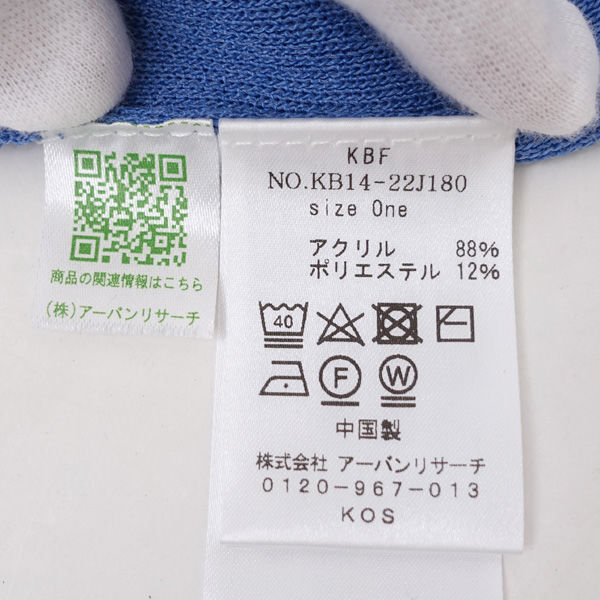 商品の関連情報はこちら
(株)アーバンリサーチ
KBF
NO.KB14-22J180
size One
アクリル 88%
ポリエステル 12%
40
F W
中国製
株式会社 アーバンリサーチ
0120-967-013
KOS